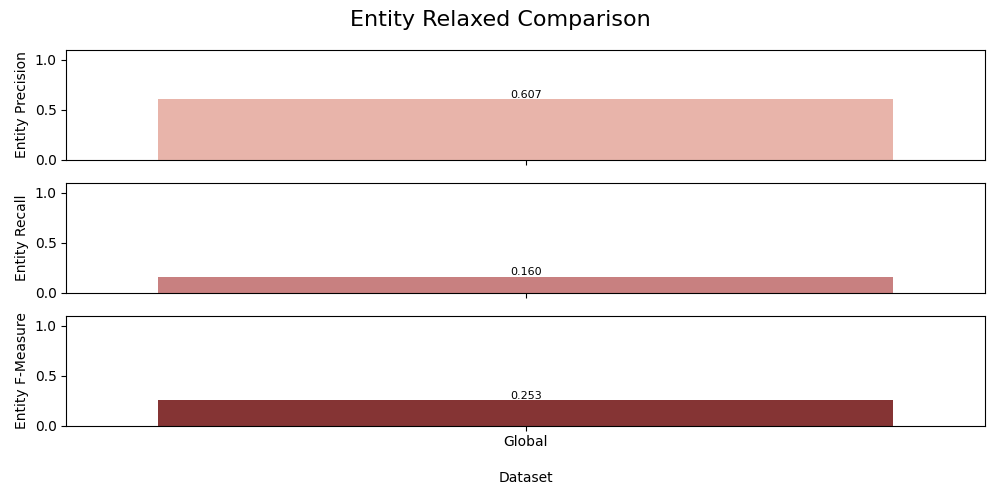 Entity Relaxed Comparison
Entity Precision
1.0
0.5
0.0
0.607
Entity Recall
1.0
0.5
0.0
0.160
Entity F-Measure
1.0
0.5
0.0
0.253
Global
Dataset